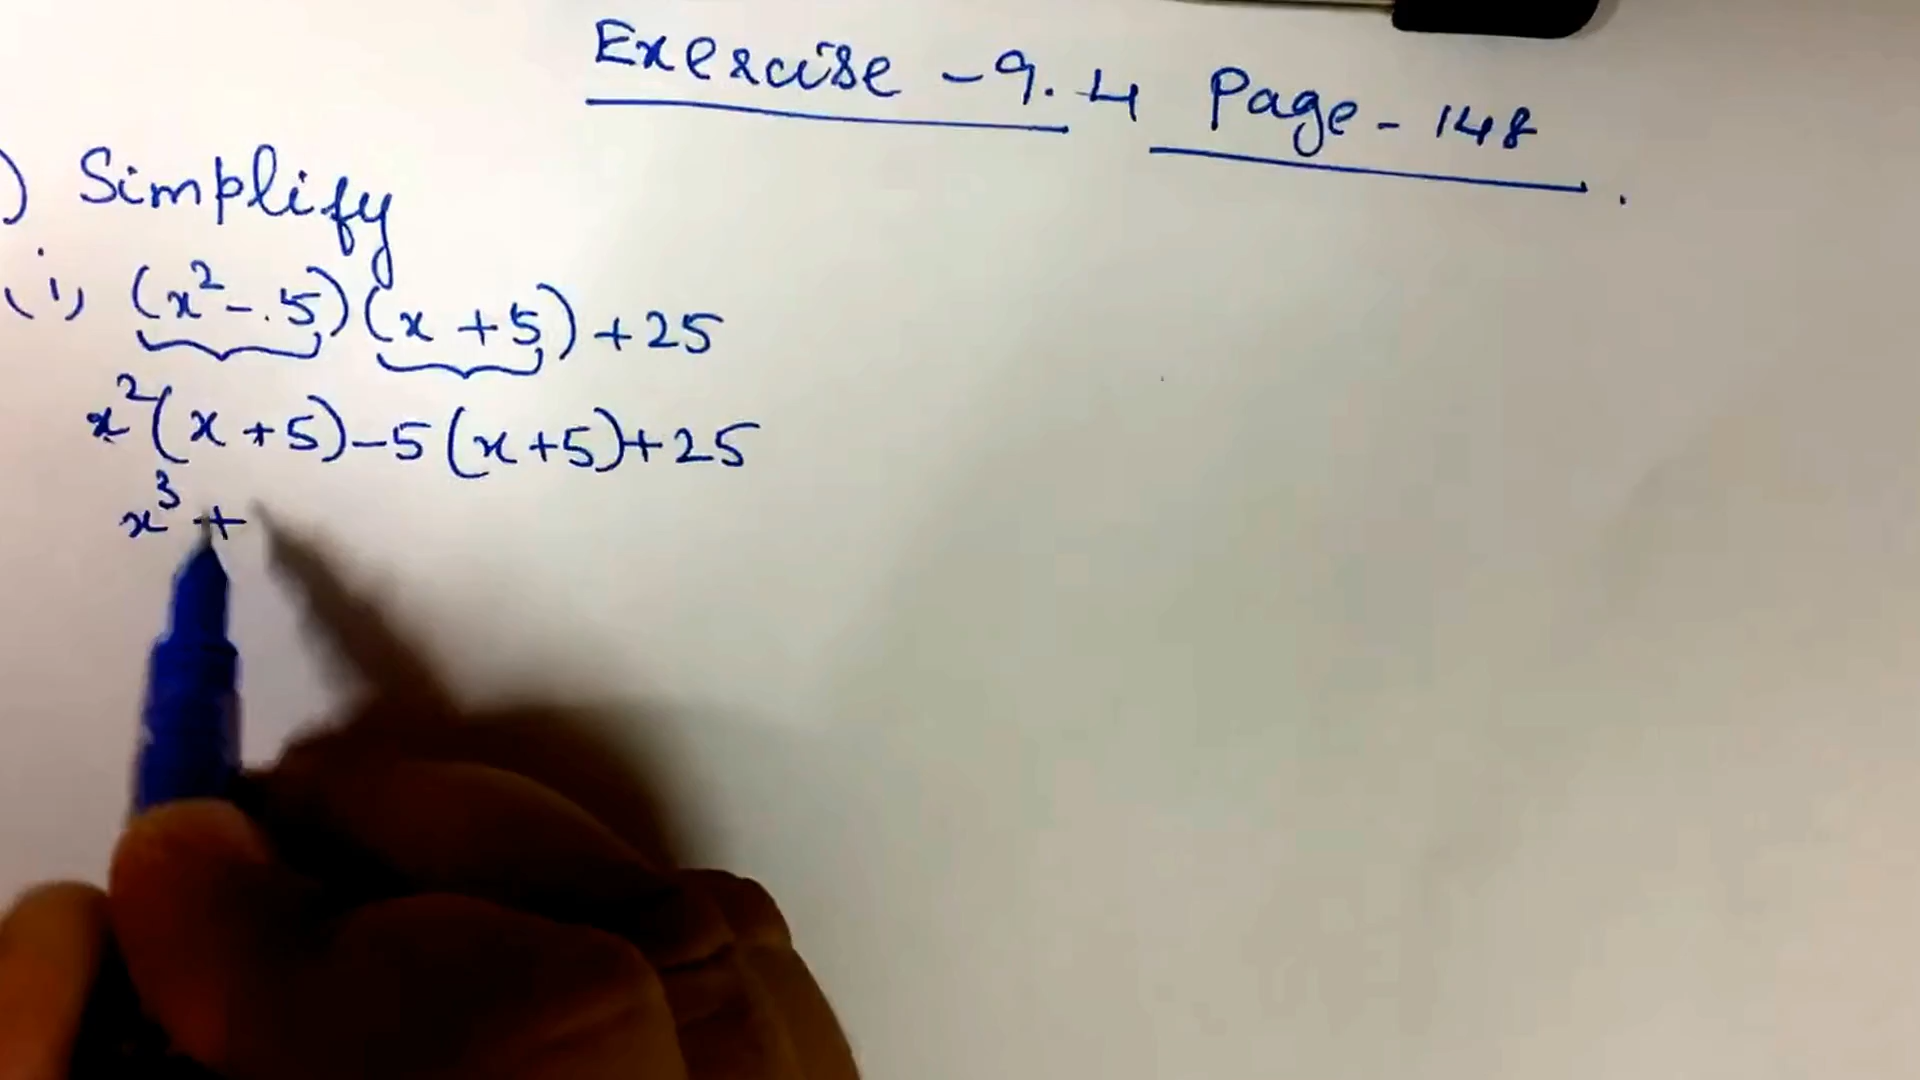 Exercise - 9.4 Page - 148.
) Simplify
(i) (x² - .5) (x + 5) + 25
x² (x + 5) - 5 (x + 5) + 25
x³ +